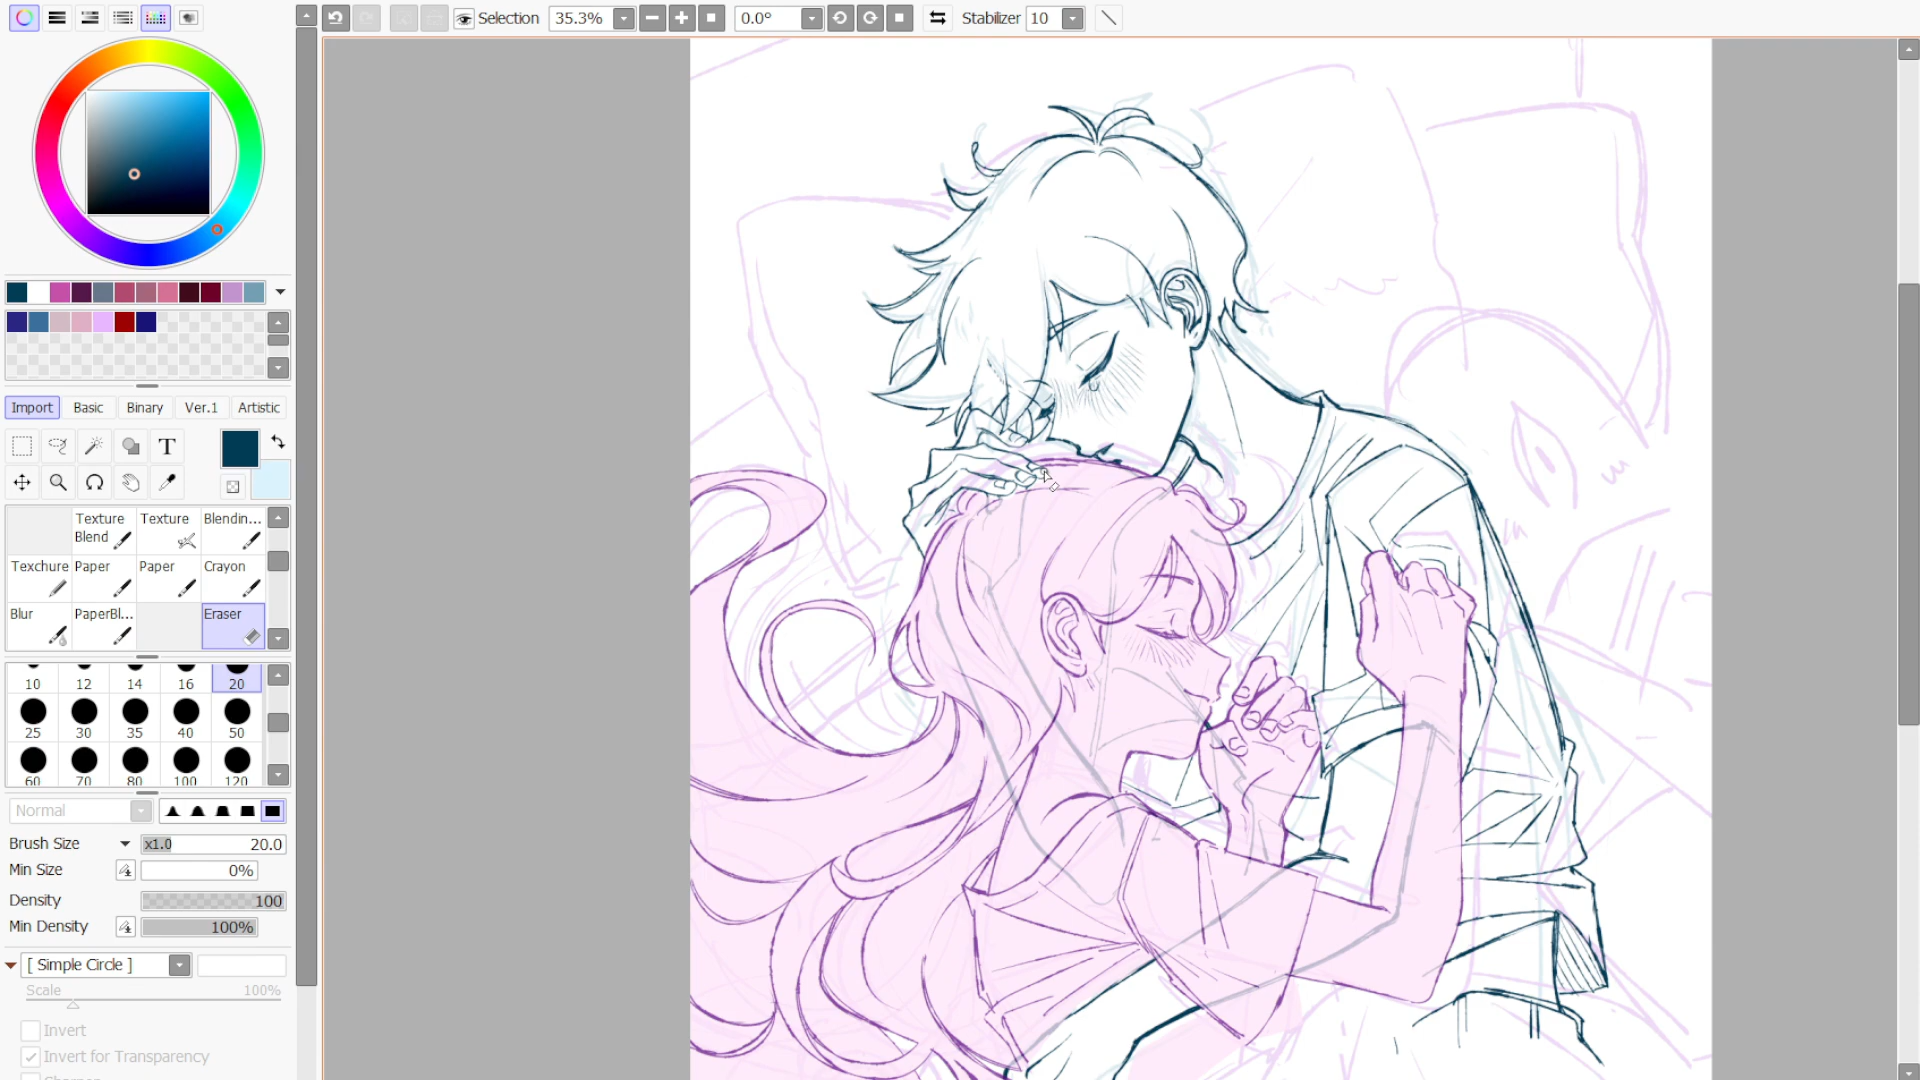 Selection 35.3% 0.0° Stabilizer 10
Import Basic Binary Ver.1 Artistic
T
Texture Blend Texture Blendin...
Texchure Paper Paper Crayon
Blur PaperBl... Eraser
10 12 14 16 20
25 30 35 40 50
60 70 80 100 120
Normal
Brush Size x1.0 20.0
Min Size 0%
Density 100
Min Density 100%
[ Simple Circle ]
Scale 100%
Invert
Invert for Transparency